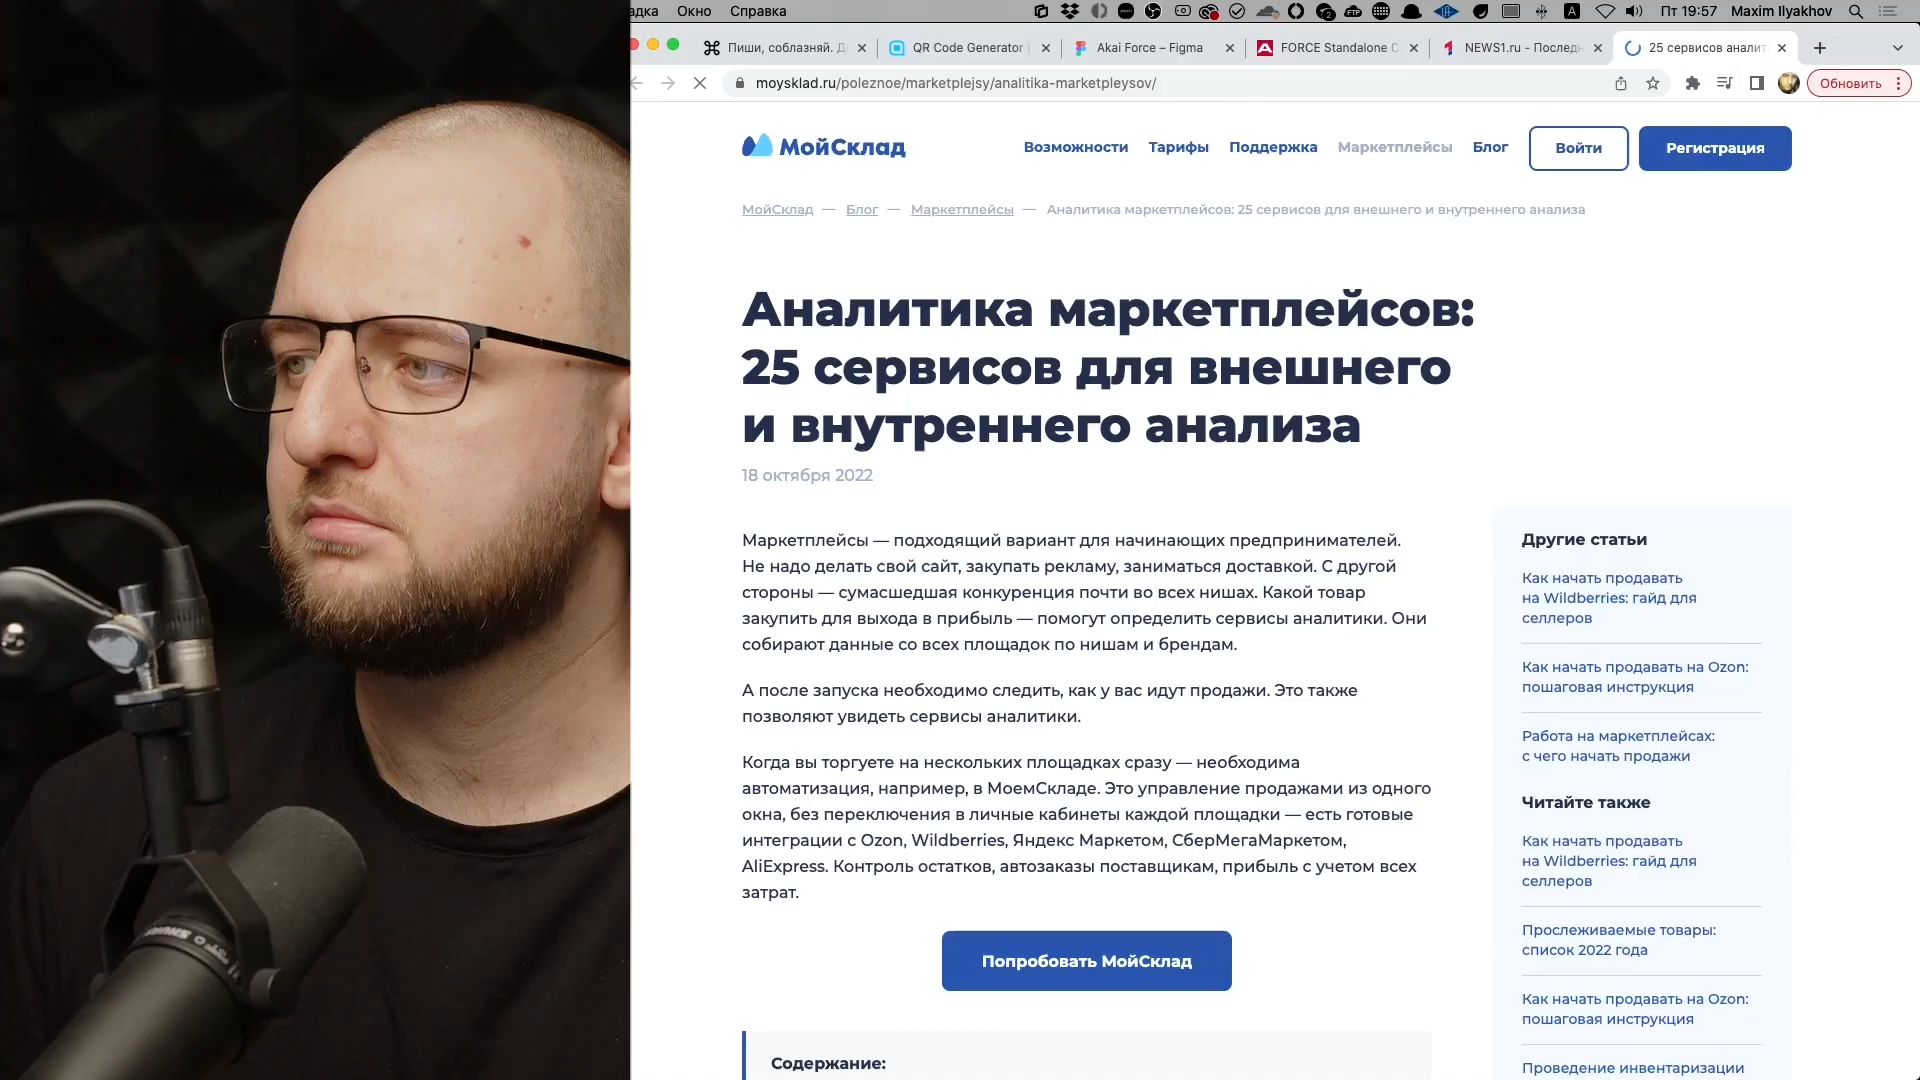 адка Окно Справка
Пт 19:57 Maxim Ilyakhov
Пиши, соблазняй. Д
QR Code Generator
Akai Force – Figma
FORCE Standalone C
NEWS1.ru - Последн
25 сервисов аналит
moysklad.ru/poleznoe/marketplejsy/analitika-marketpleysov/
Обновить
МойСклад
Возможности Тарифы Поддержка Маркетплейсы Блог Войти Регистрация
МойСклад — Блог — Маркетплейсы — Аналитика маркетплейсов: 25 сервисов для внешнего и внутреннего анализа
Аналитика маркетплейсов:
25 сервисов для внешнего
и внутреннего анализа
18 октября 2022
Маркетплейсы — подходящий вариант для начинающих предпринимателей.
Не надо делать свой сайт, закупать рекламу, заниматься доставкой. С другой
стороны — сумасшедшая конкуренция почти во всех нишах. Какой товар
закупить для выхода в прибыль — помогут определить сервисы аналитики. Они
собирают данные со всех площадок по нишам и брендам.
А после запуска необходимо следить, как у вас идут продажи. Это также
позволяют увидеть сервисы аналитики.
Когда вы торгуете на нескольких площадках сразу — необходима
автоматизация, например, в МоемСкладе. Это управление продажами из одного
окна, без переключения в личные кабинеты каждой площадки — есть готовые
интеграции с Ozon, Wildberries, Яндекс Маркетом, СберМегаМаркетом,
AliExpress. Контроль остатков, автозаказы поставщикам, прибыль с учетом всех
затрат.
Попробовать МойСклад
Содержание:
Другие статьи
Как начать продавать
на Wildberries: гайд для
селлеров
Как начать продавать на Ozon:
пошаговая инструкция
Работа на маркетплейсах:
с чего начать продажи
Читайте также
Как начать продавать
на Wildberries: гайд для
селлеров
Прослеживаемые товары:
список 2022 года
Как начать продавать на Ozon:
пошаговая инструкция
Проведение инвентаризации
SHURE